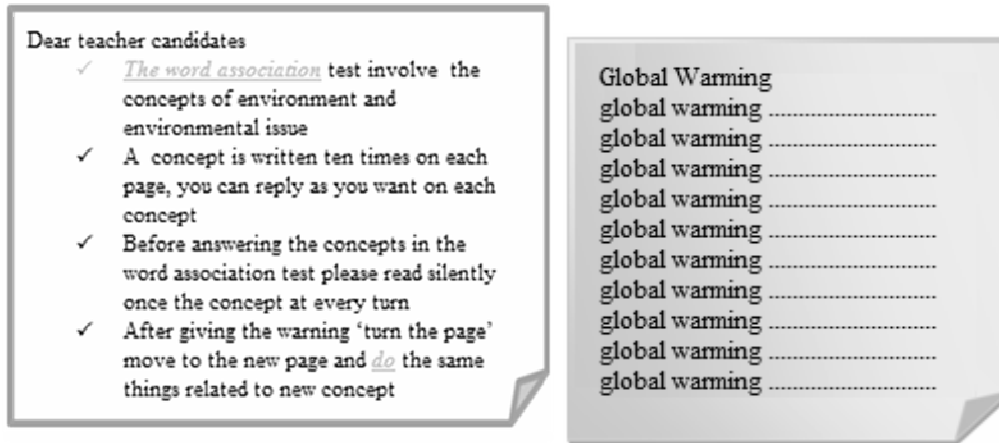 Dear teacher candidates
✓ The word association test involve the
concepts of environment and
environmental issue
✓ A concept is written ten times on each
page, you can reply as you want on each
concept
✓ Before answering the concepts in the
word association test please read silently
once the concept at every turn
✓ After giving the warning ‘turn the page’
move to the new page and do the same
things related to new concept
Global Warming
global warming ................................
global warming ................................
global warming ................................
global warming ................................
global warming ................................
global warming ................................
global warming ................................
global warming ................................
global warming ................................
global warming ................................